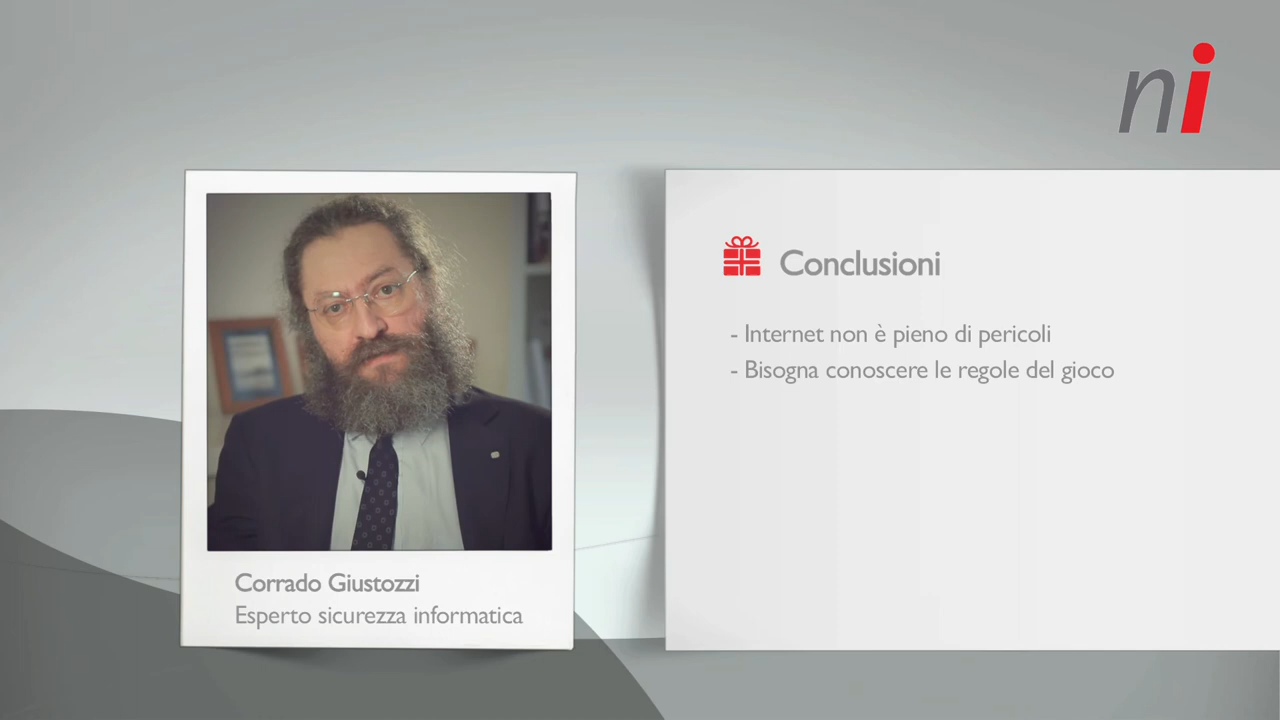 ni
Conclusioni
- Internet non è pieno di pericoli
- Bisogna conoscere le regole del gioco
Corrado Giustozzi
Esperto sicurezza informatica